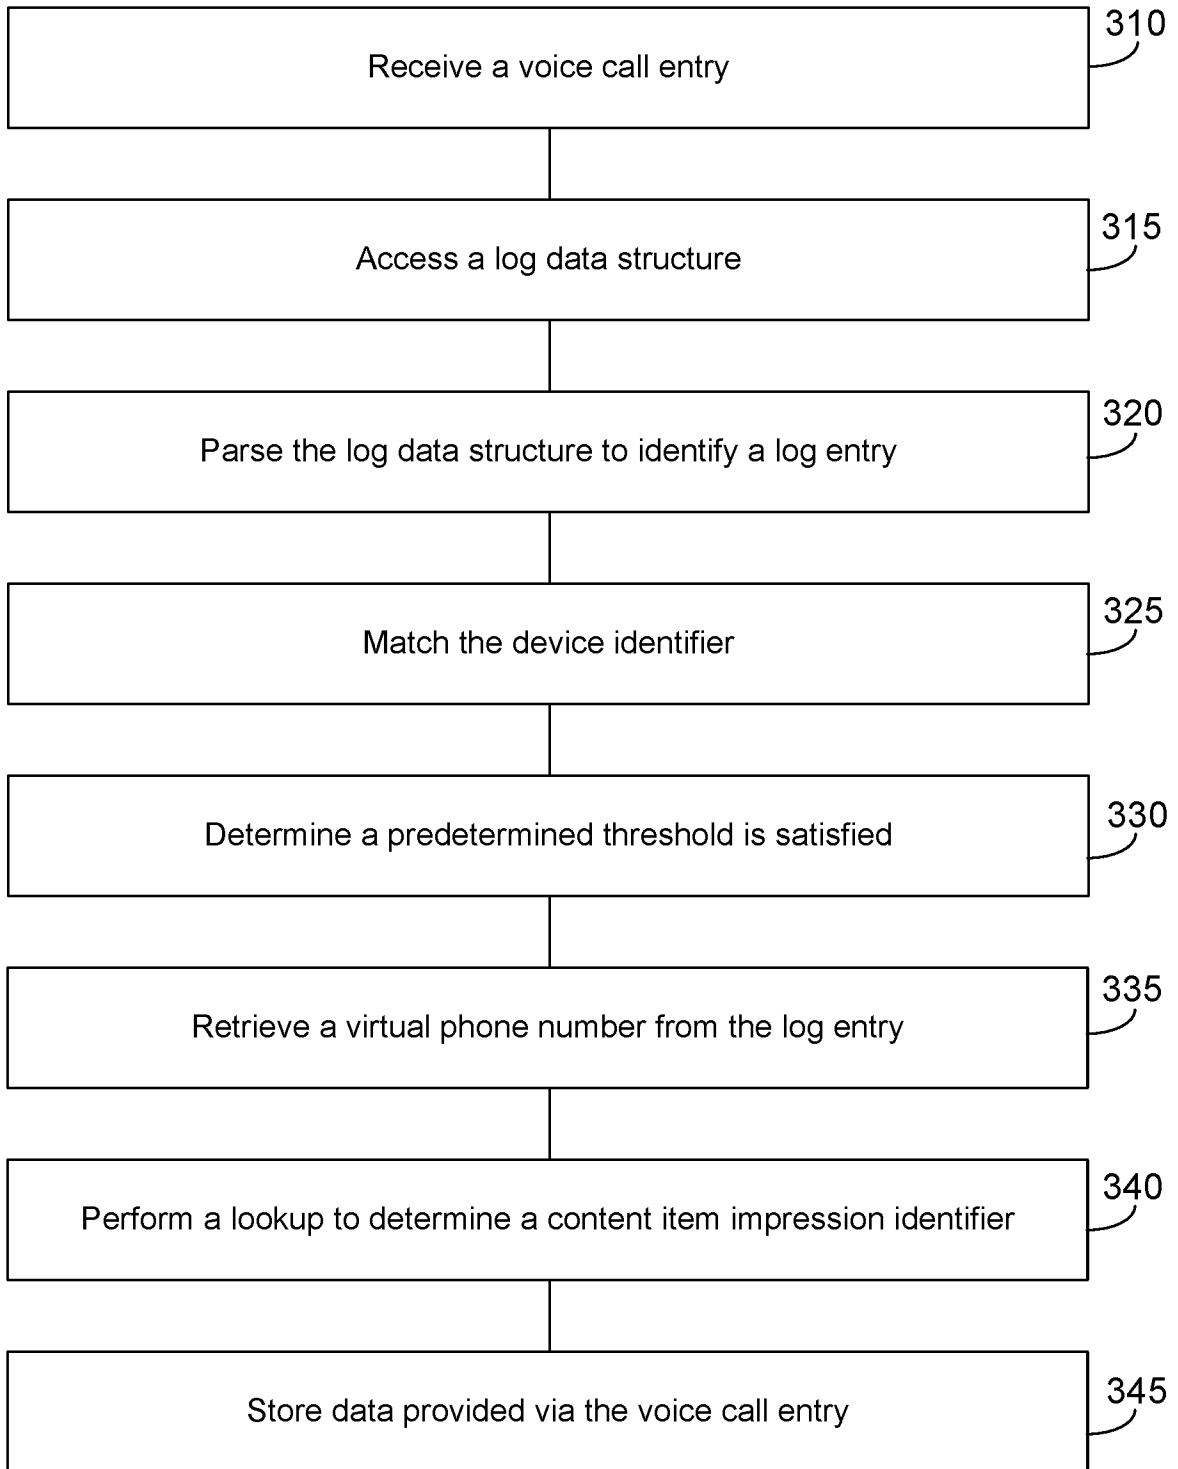 310
Receive a voice call entry
315
Access a log data structure
320
Parse the log data structure to identify a log entry
325
Match the device identifier
330
Determine a predetermined threshold is satisfied
335
Retrieve a virtual phone number from the log entry
340
Perform a lookup to determine a content item impression identifier
345
Store data provided via the voice call entry